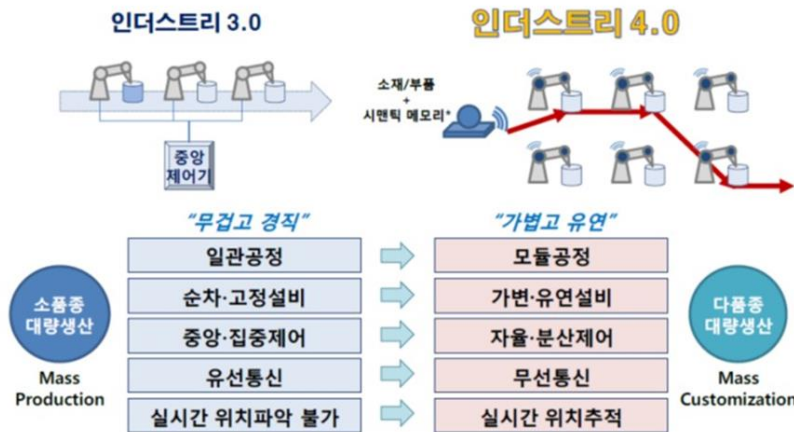 인더스트리 3.0
인더스트리 4.0
소재/부품
+
시맨틱 메모리*
중앙
제어기
“무겁고 경직”
“가볍고 유연”
일관공정
모듈공정
순차·고정설비
가변·유연설비
중앙·집중제어
자율·분산제어
유선통신
무선통신
실시간 위치파악 불가
실시간 위치추적
소품종
대량생산
Mass
Production
다품종
대량생산
Mass
Customization